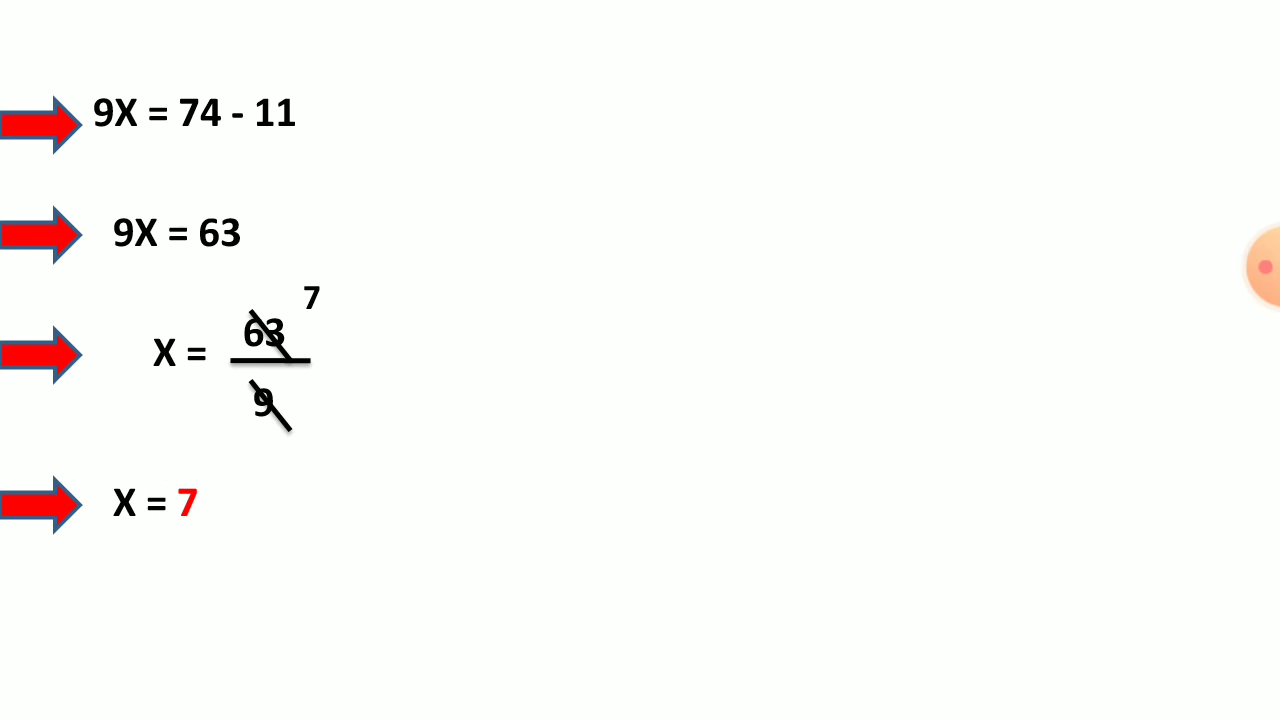 9X = 74 - 11
9X = 63
7
X = 63
9
X = 7